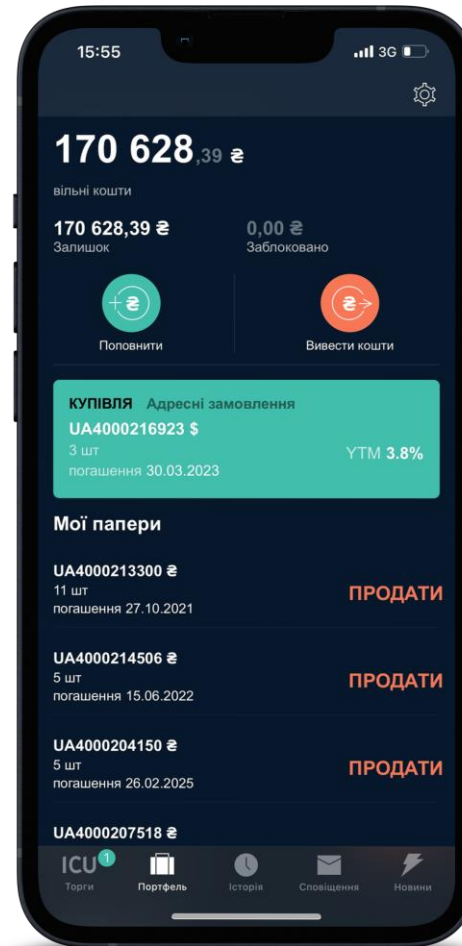 15:55
3G
170 628,39 ₴
вільні кошти
170 628,39 ₴
Залишок
0,00 ₴
Заблоковано
+₴
Поповнити
₴
Вивести кошти
КУПІВЛЯ Адресні замовлення
UA4000216923 $
3 шт
YTM 3.8%
погашення 30.03.2023
Мої папери
UA4000213300 ₴
11 шт
погашення 27.10.2021
ПРОДАТИ
UA4000214506 ₴
5 шт
погашення 15.06.2022
ПРОДАТИ
UA4000204150 ₴
5 шт
погашення 26.02.2025
ПРОДАТИ
UA4000207518 ₴
ICU 1
Торги
Портфель
Історія
Сповіщення
Новини